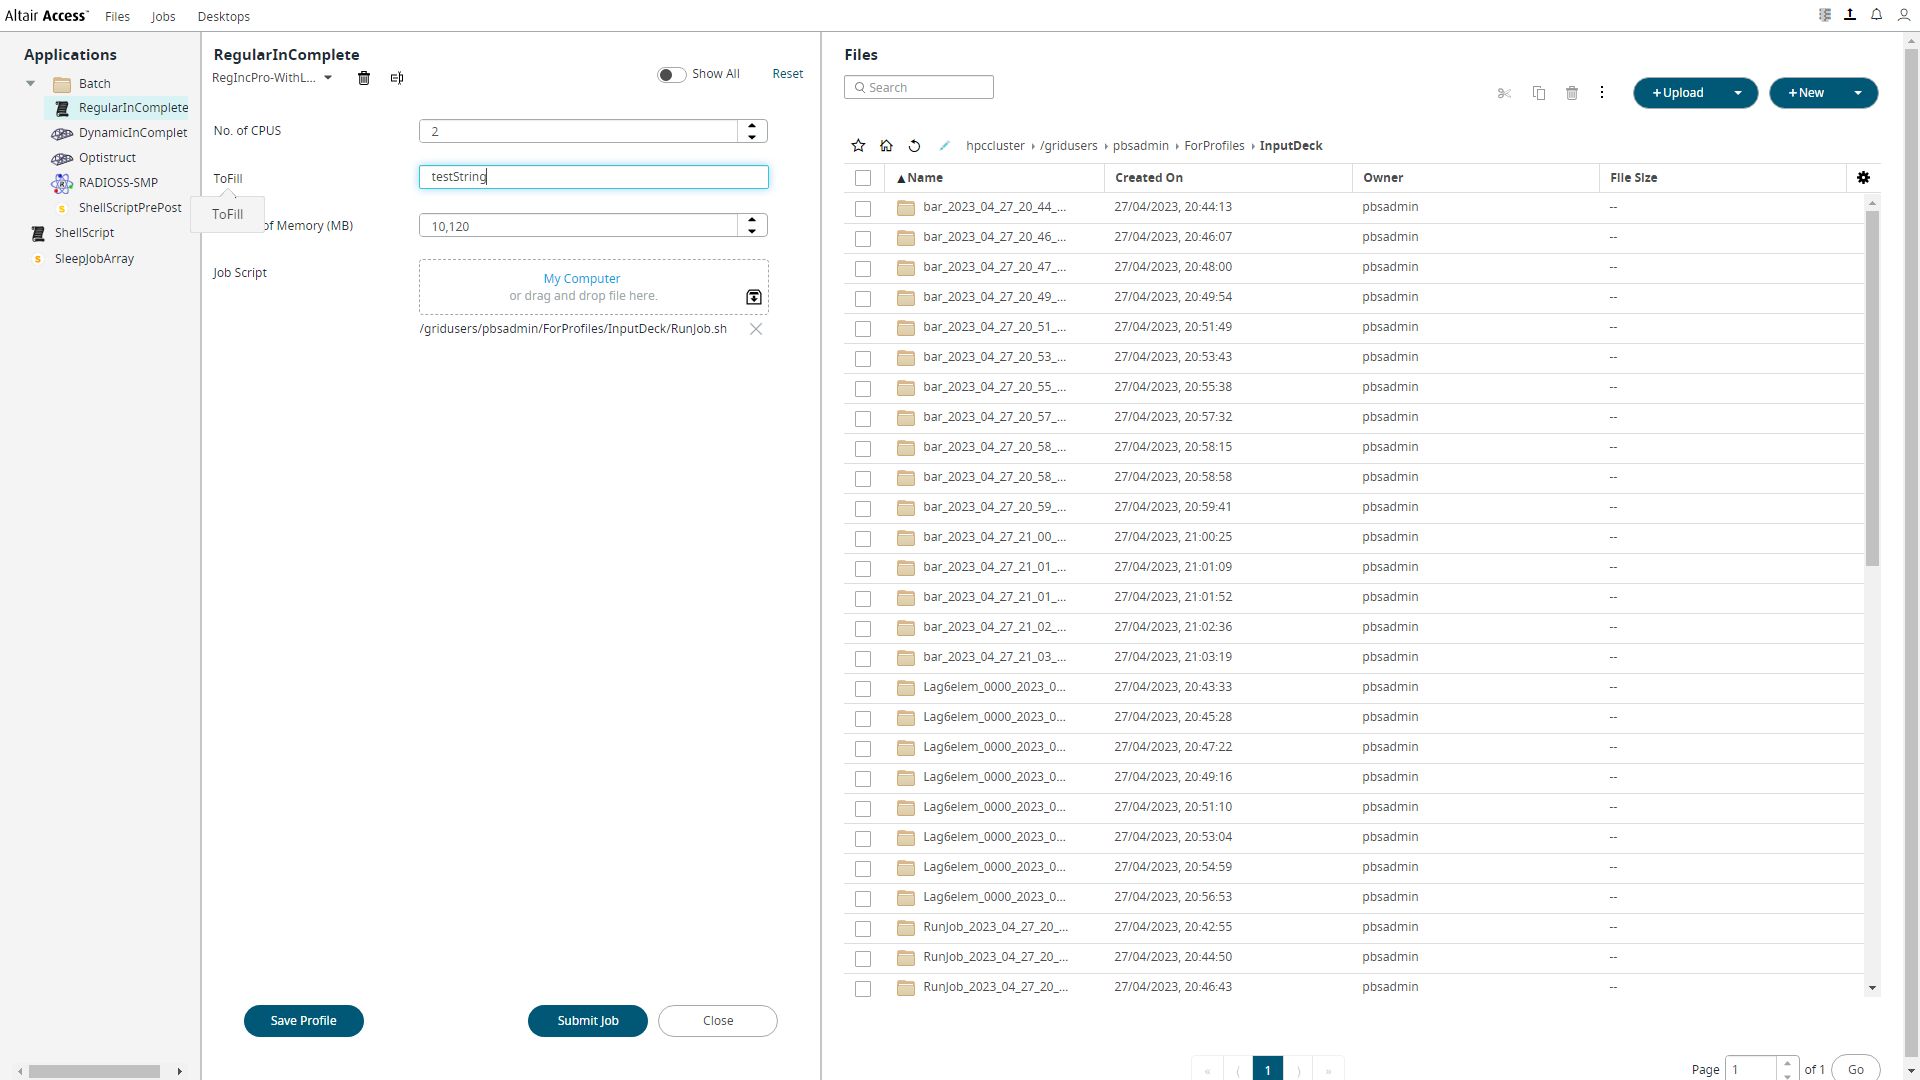 Altair Access™ Files Jobs Desktops
Applications
Batch
RegularInComplete
DynamicInComplet
Optistruct
RADIOSS-SMP
ShellScriptPrePost
ShellScript
SleepJobArray
RegularInComplete
RegIncPro-WithL...
Show All
Reset
No. of CPUS
2
ToFill
testString
ToFill
of Memory (MB)
10,120
Job Script
My Computer
or drag and drop file here.
/gridusers/pbsadmin/ForProfiles/InputDeck/RunJob.sh
Save Profile
Submit Job
Close
Files
Search
+Upload
+New
hpccluster › /gridusers › pbsadmin › ForProfiles › InputDeck
▲Name Created On Owner File Size
bar_2023_04_27_20_44_... 27/04/2023, 20:44:13 pbsadmin --
bar_2023_04_27_20_46_... 27/04/2023, 20:46:07 pbsadmin --
bar_2023_04_27_20_47_... 27/04/2023, 20:48:00 pbsadmin --
bar_2023_04_27_20_49_... 27/04/2023, 20:49:54 pbsadmin --
bar_2023_04_27_20_51_... 27/04/2023, 20:51:49 pbsadmin --
bar_2023_04_27_20_53_... 27/04/2023, 20:53:43 pbsadmin --
bar_2023_04_27_20_55_... 27/04/2023, 20:55:38 pbsadmin --
bar_2023_04_27_20_57_... 27/04/2023, 20:57:32 pbsadmin --
bar_2023_04_27_20_58_... 27/04/2023, 20:58:15 pbsadmin --
bar_2023_04_27_20_58_... 27/04/2023, 20:58:58 pbsadmin --
bar_2023_04_27_20_59_... 27/04/2023, 20:59:41 pbsadmin --
bar_2023_04_27_21_00_... 27/04/2023, 21:00:25 pbsadmin --
bar_2023_04_27_21_01_... 27/04/2023, 21:01:09 pbsadmin --
bar_2023_04_27_21_01_... 27/04/2023, 21:01:52 pbsadmin --
bar_2023_04_27_21_02_... 27/04/2023, 21:02:36 pbsadmin --
bar_2023_04_27_21_03_... 27/04/2023, 21:03:19 pbsadmin --
Lag6elem_0000_2023_0... 27/04/2023, 20:43:33 pbsadmin --
Lag6elem_0000_2023_0... 27/04/2023, 20:45:28 pbsadmin --
Lag6elem_0000_2023_0... 27/04/2023, 20:47:22 pbsadmin --
Lag6elem_0000_2023_0... 27/04/2023, 20:49:16 pbsadmin --
Lag6elem_0000_2023_0... 27/04/2023, 20:51:10 pbsadmin --
Lag6elem_0000_2023_0... 27/04/2023, 20:53:04 pbsadmin --
Lag6elem_0000_2023_0... 27/04/2023, 20:54:59 pbsadmin --
Lag6elem_0000_2023_0... 27/04/2023, 20:56:53 pbsadmin --
RunJob_2023_04_27_20_... 27/04/2023, 20:42:55 pbsadmin --
RunJob_2023_04_27_20_... 27/04/2023, 20:44:50 pbsadmin --
RunJob_2023_04_27_20_... 27/04/2023, 20:46:43 pbsadmin --
« ⟨ 1 ⟩ »
Page 1 of 1 Go